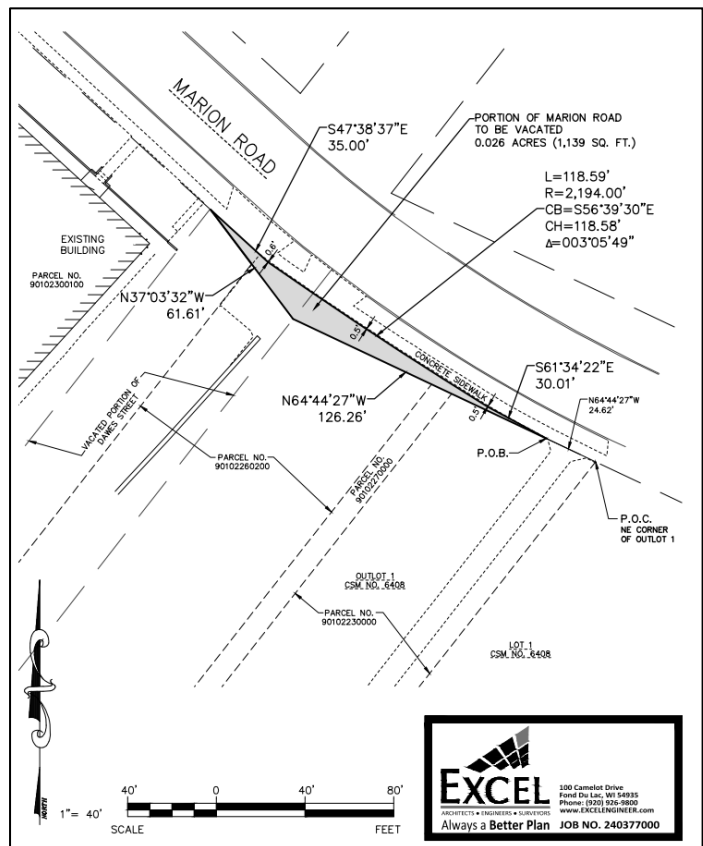 MARION ROAD
S47°38'37"E
35.00'
PORTION OF MARION ROAD
TO BE VACATED
0.026 ACRES (1,139 SQ. FT.)
L=118.59'
R=2,194.00'
CB=S56°39'30"E
CH=118.58'
Δ=003°05'49"
EXISTING
BUILDING
PARCEL NO.
90102300100
0.6'
N37°03'32"W
61.61'
0.5'
CONCRETE SIDEWALK
S61°34'22"E
30.01'
N64°44'27"W
24.62'
N64°44'27"W
126.26'
0.5'
VACATED PORTION OF
DAWES STREET
P.O.B.
PARCEL NO.
90102260200
PARCEL NO.
90102270000
P.O.C.
NE CORNER
OF OUTLOT 1
OUTLOT 1
CSM NO. 6408
PARCEL NO.
90102230000
LOT 1
CSM NO. 6408
NORTH
1"= 40'
40'
0
40'
80'
SCALE
FEET
EXCEL
ARCHITECTS • ENGINEERS • SURVEYORS
Always a Better Plan
100 Camelot Drive
Fond Du Lac, WI 54935
Phone: (920) 926-9800
www.EXCELENGINEER.com
JOB NO. 240377000